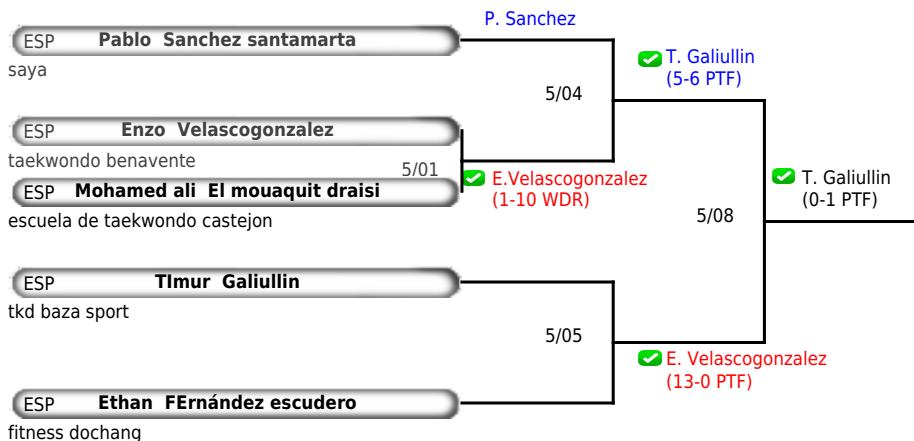 P. Sanchez
ESP Pablo Sanchez santamarta
saya
T. Galiullin
(5-6 PTF)
5/04
ESP Enzo Velascogonzalez
taekwondo benavente
5/01
E.Velascogonzalez
(1-10 WDR)
ESP Mohamed ali El mouaquit draisi
escuela de taekwondo castejon
T. Galiullin
(0-1 PTF)
5/08
ESP TImur Galiullin
tkd baza sport
5/05
E. Velascogonzalez
(13-0 PTF)
ESP Ethan FErnández escudero
fitness dochang